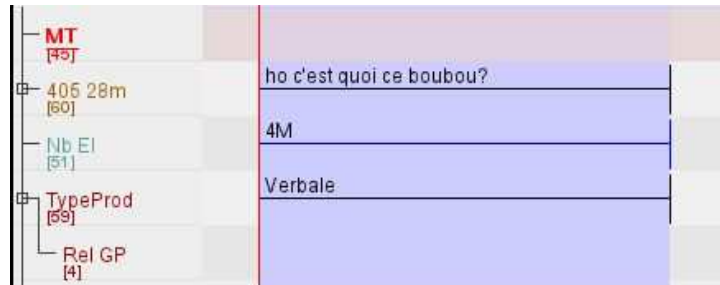 MT
[45]
405 28m
[60]
ho c'est quoi ce boubou?
Nb El
[51]
4M
TypeProd
[59]
Verbale
Rel GP
[4]